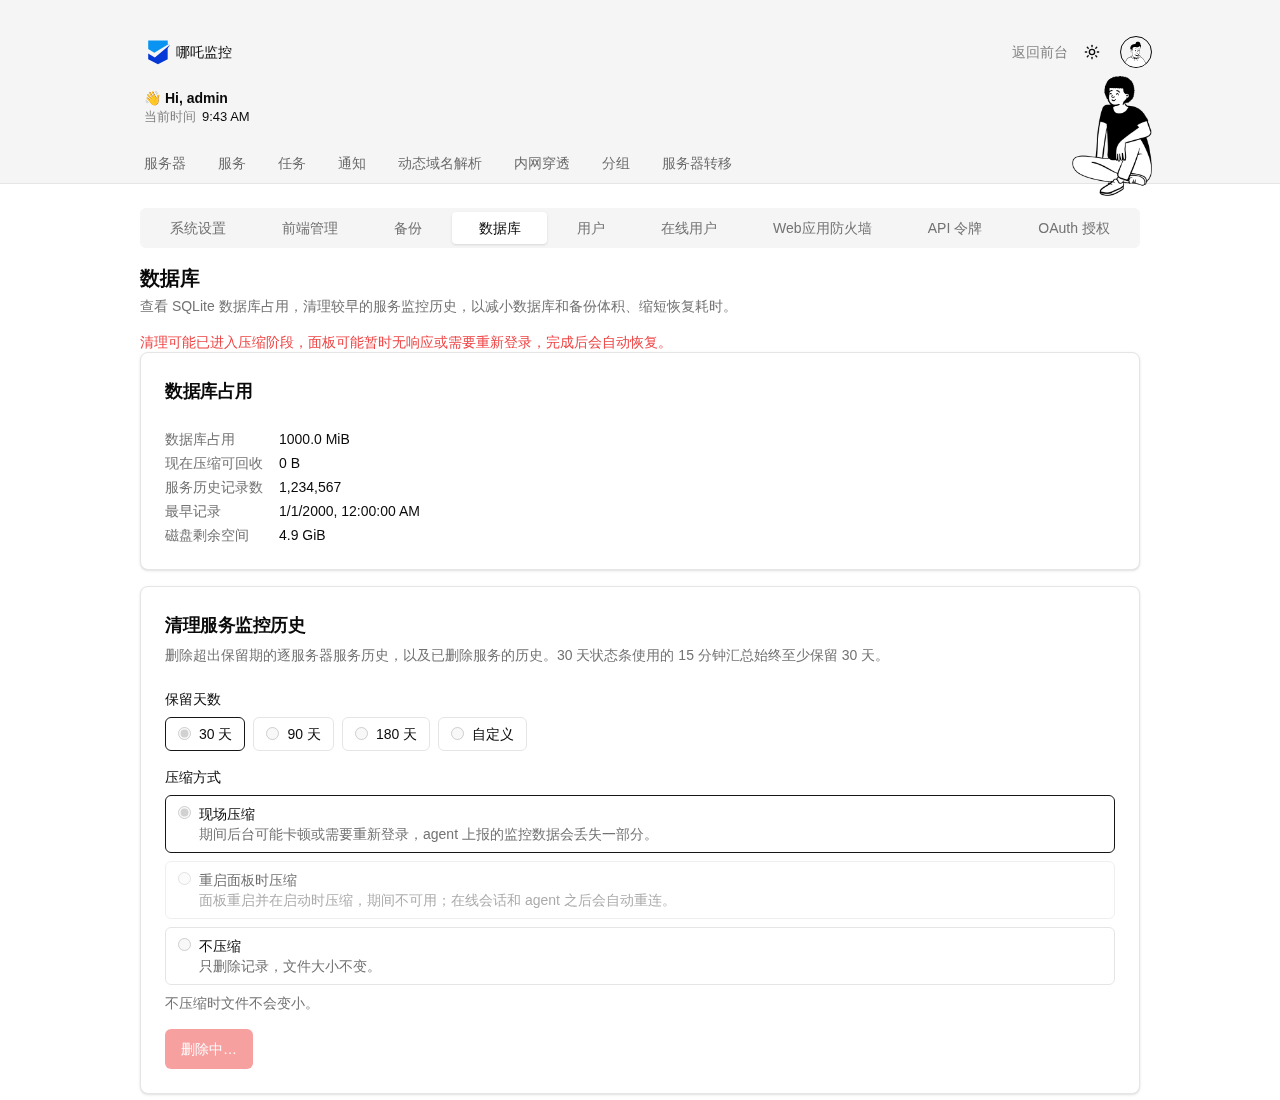 哪吒监控
返回前台
👋 Hi, admin
当前时间 9:43 AM
服务器 服务 任务 通知 动态域名解析 内网穿透 分组 服务器转移
系统设置 前端管理 备份 数据库 用户 在线用户 Web应用防火墙 API 令牌 OAuth 授权
数据库
查看 SQLite 数据库占用，清理较早的服务监控历史，以减小数据库和备份体积、缩短恢复耗时。
清理可能已进入压缩阶段，面板可能暂时无响应或需要重新登录，完成后会自动恢复。
数据库占用
数据库占用 1000.0 MiB
现在压缩可回收 0 B
服务历史记录数 1,234,567
最早记录 1/1/2000, 12:00:00 AM
磁盘剩余空间 4.9 GiB
清理服务监控历史
删除超出保留期的逐服务器服务历史，以及已删除服务的历史。30 天状态条使用的 15 分钟汇总始终至少保留 30 天。
保留天数
30 天 90 天 180 天 自定义
压缩方式
现场压缩
期间后台可能卡顿或需要重新登录，agent 上报的监控数据会丢失一部分。
重启面板时压缩
面板重启并在启动时压缩，期间不可用；在线会话和 agent 之后会自动重连。
不压缩
只删除记录，文件大小不变。
不压缩时文件不会变小。
删除中…